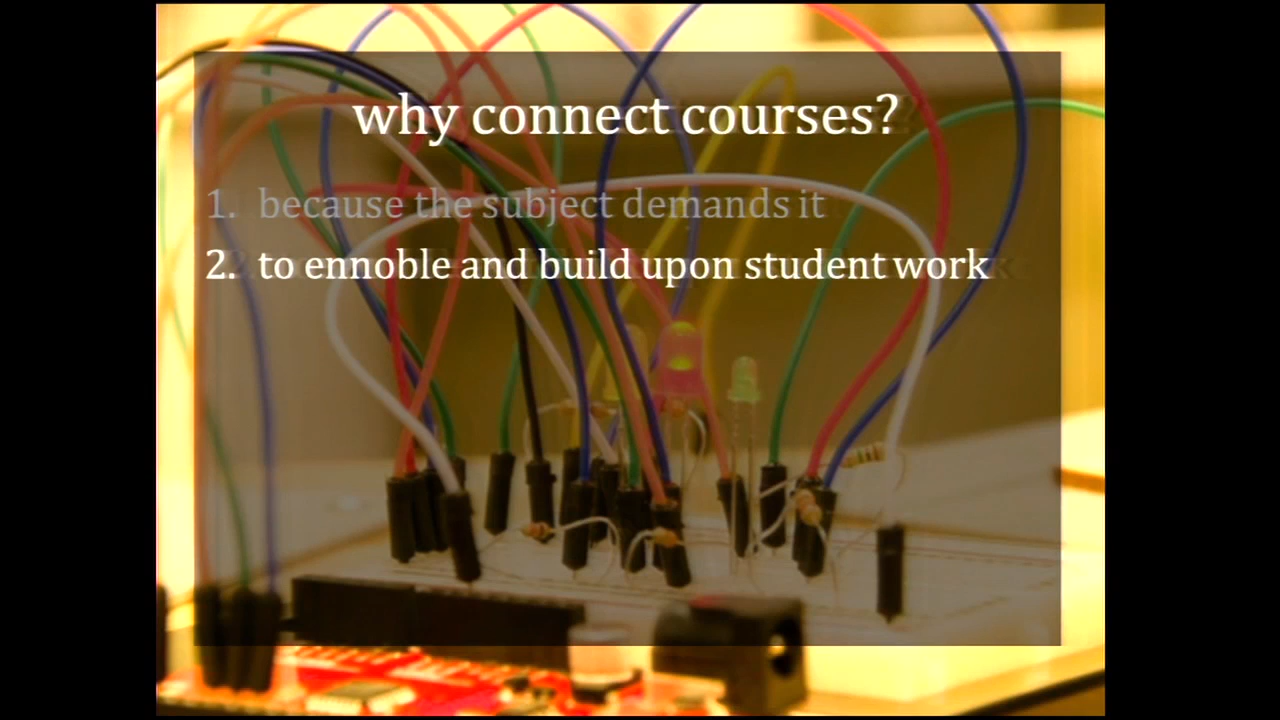 why connect courses?
1. because the subject demands it
2. to ennoble and build upon student work